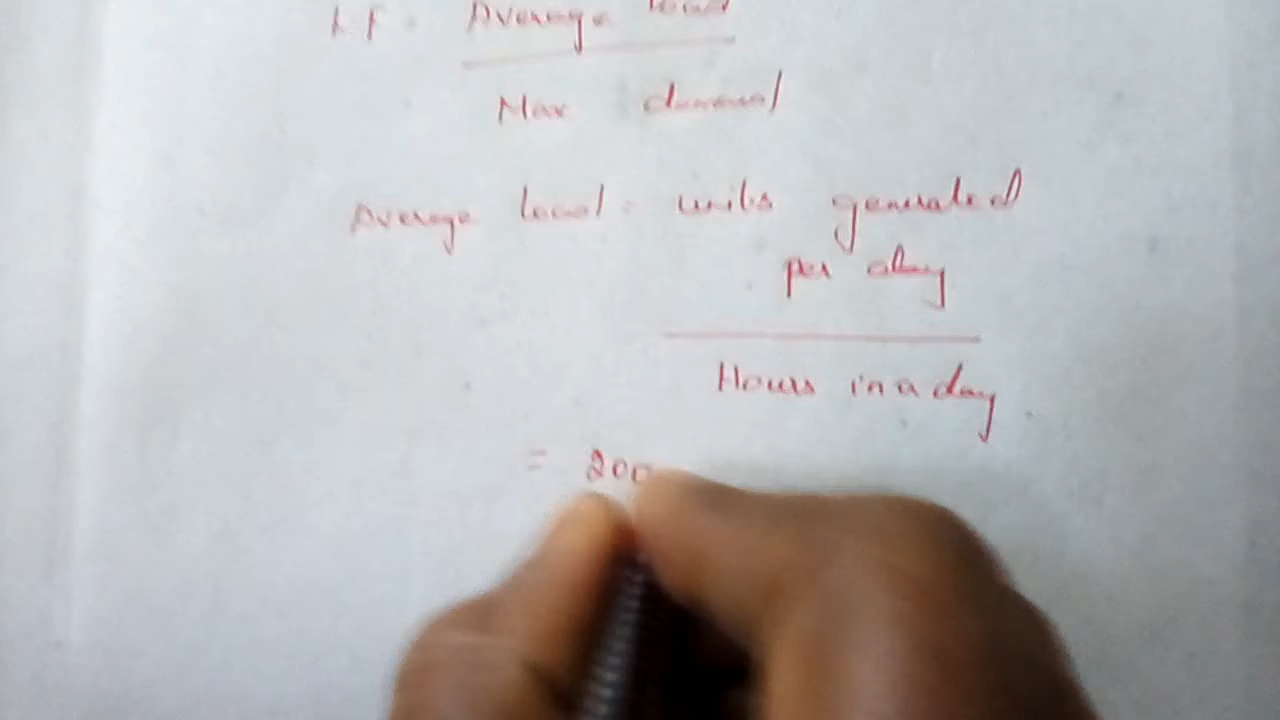 L.F = Average load
Max demand
Average load = units generated
per day
Hours in a day
= 200